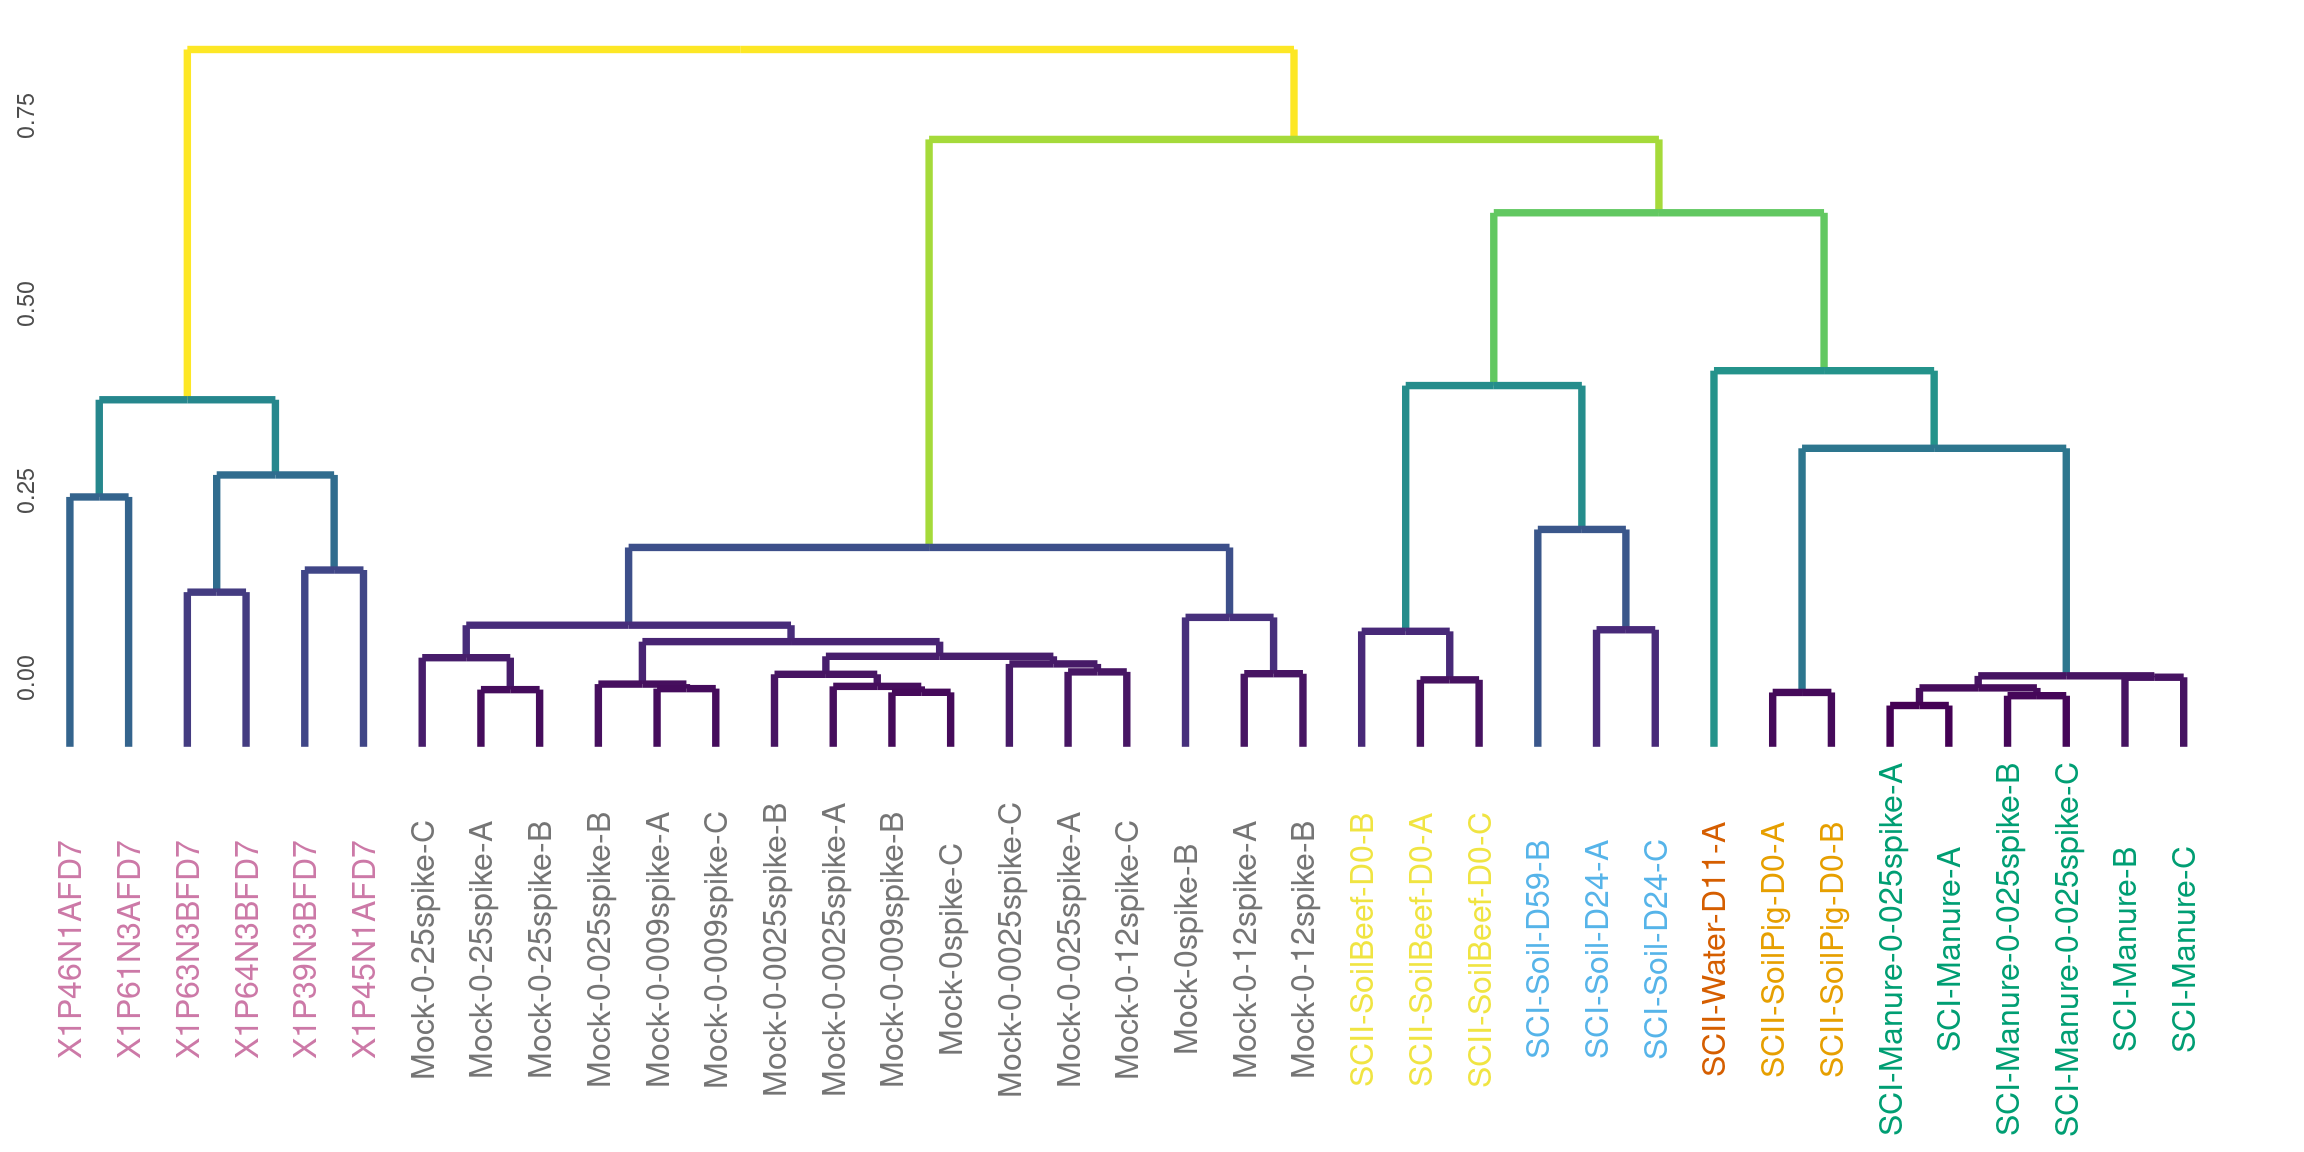 0.75
0.50
0.25
0.00
X1P46N1AFD7
X1P61N3AFD7
X1P63N3BFD7
X1P64N3BFD7
X1P39N3BFD7
X1P45N1AFD7
Mock-0-25spike-C
Mock-0-25spike-A
Mock-0-25spike-B
Mock-0-025spike-B
Mock-0-009spike-A
Mock-0-009spike-C
Mock-0-0025spike-B
Mock-0-0025spike-A
Mock-0-009spike-B
Mock-0spike-C
Mock-0-0025spike-C
Mock-0-025spike-A
Mock-0-12spike-C
Mock-0spike-B
Mock-0-12spike-A
Mock-0-12spike-B
SCII-SoilBeef-D0-B
SCII-SoilBeef-D0-A
SCII-SoilBeef-D0-C
SCI-Soil-D59-B
SCI-Soil-D24-A
SCI-Soil-D24-C
SCII-Water-D11-A
SCII-SoilPig-D0-A
SCII-SoilPig-D0-B
SCI-Manure-0-025spike-A
SCI-Manure-A
SCI-Manure-0-025spike-B
SCI-Manure-0-025spike-C
SCI-Manure-B
SCI-Manure-C